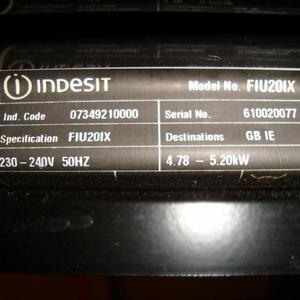 INDESIT Model No. FIU20IX
Ind. Code 07349210000 Serial No. 610020077
Specification FIU20IX Destinations GB IE
230-240V 50HZ 4.78 - 5.20kW